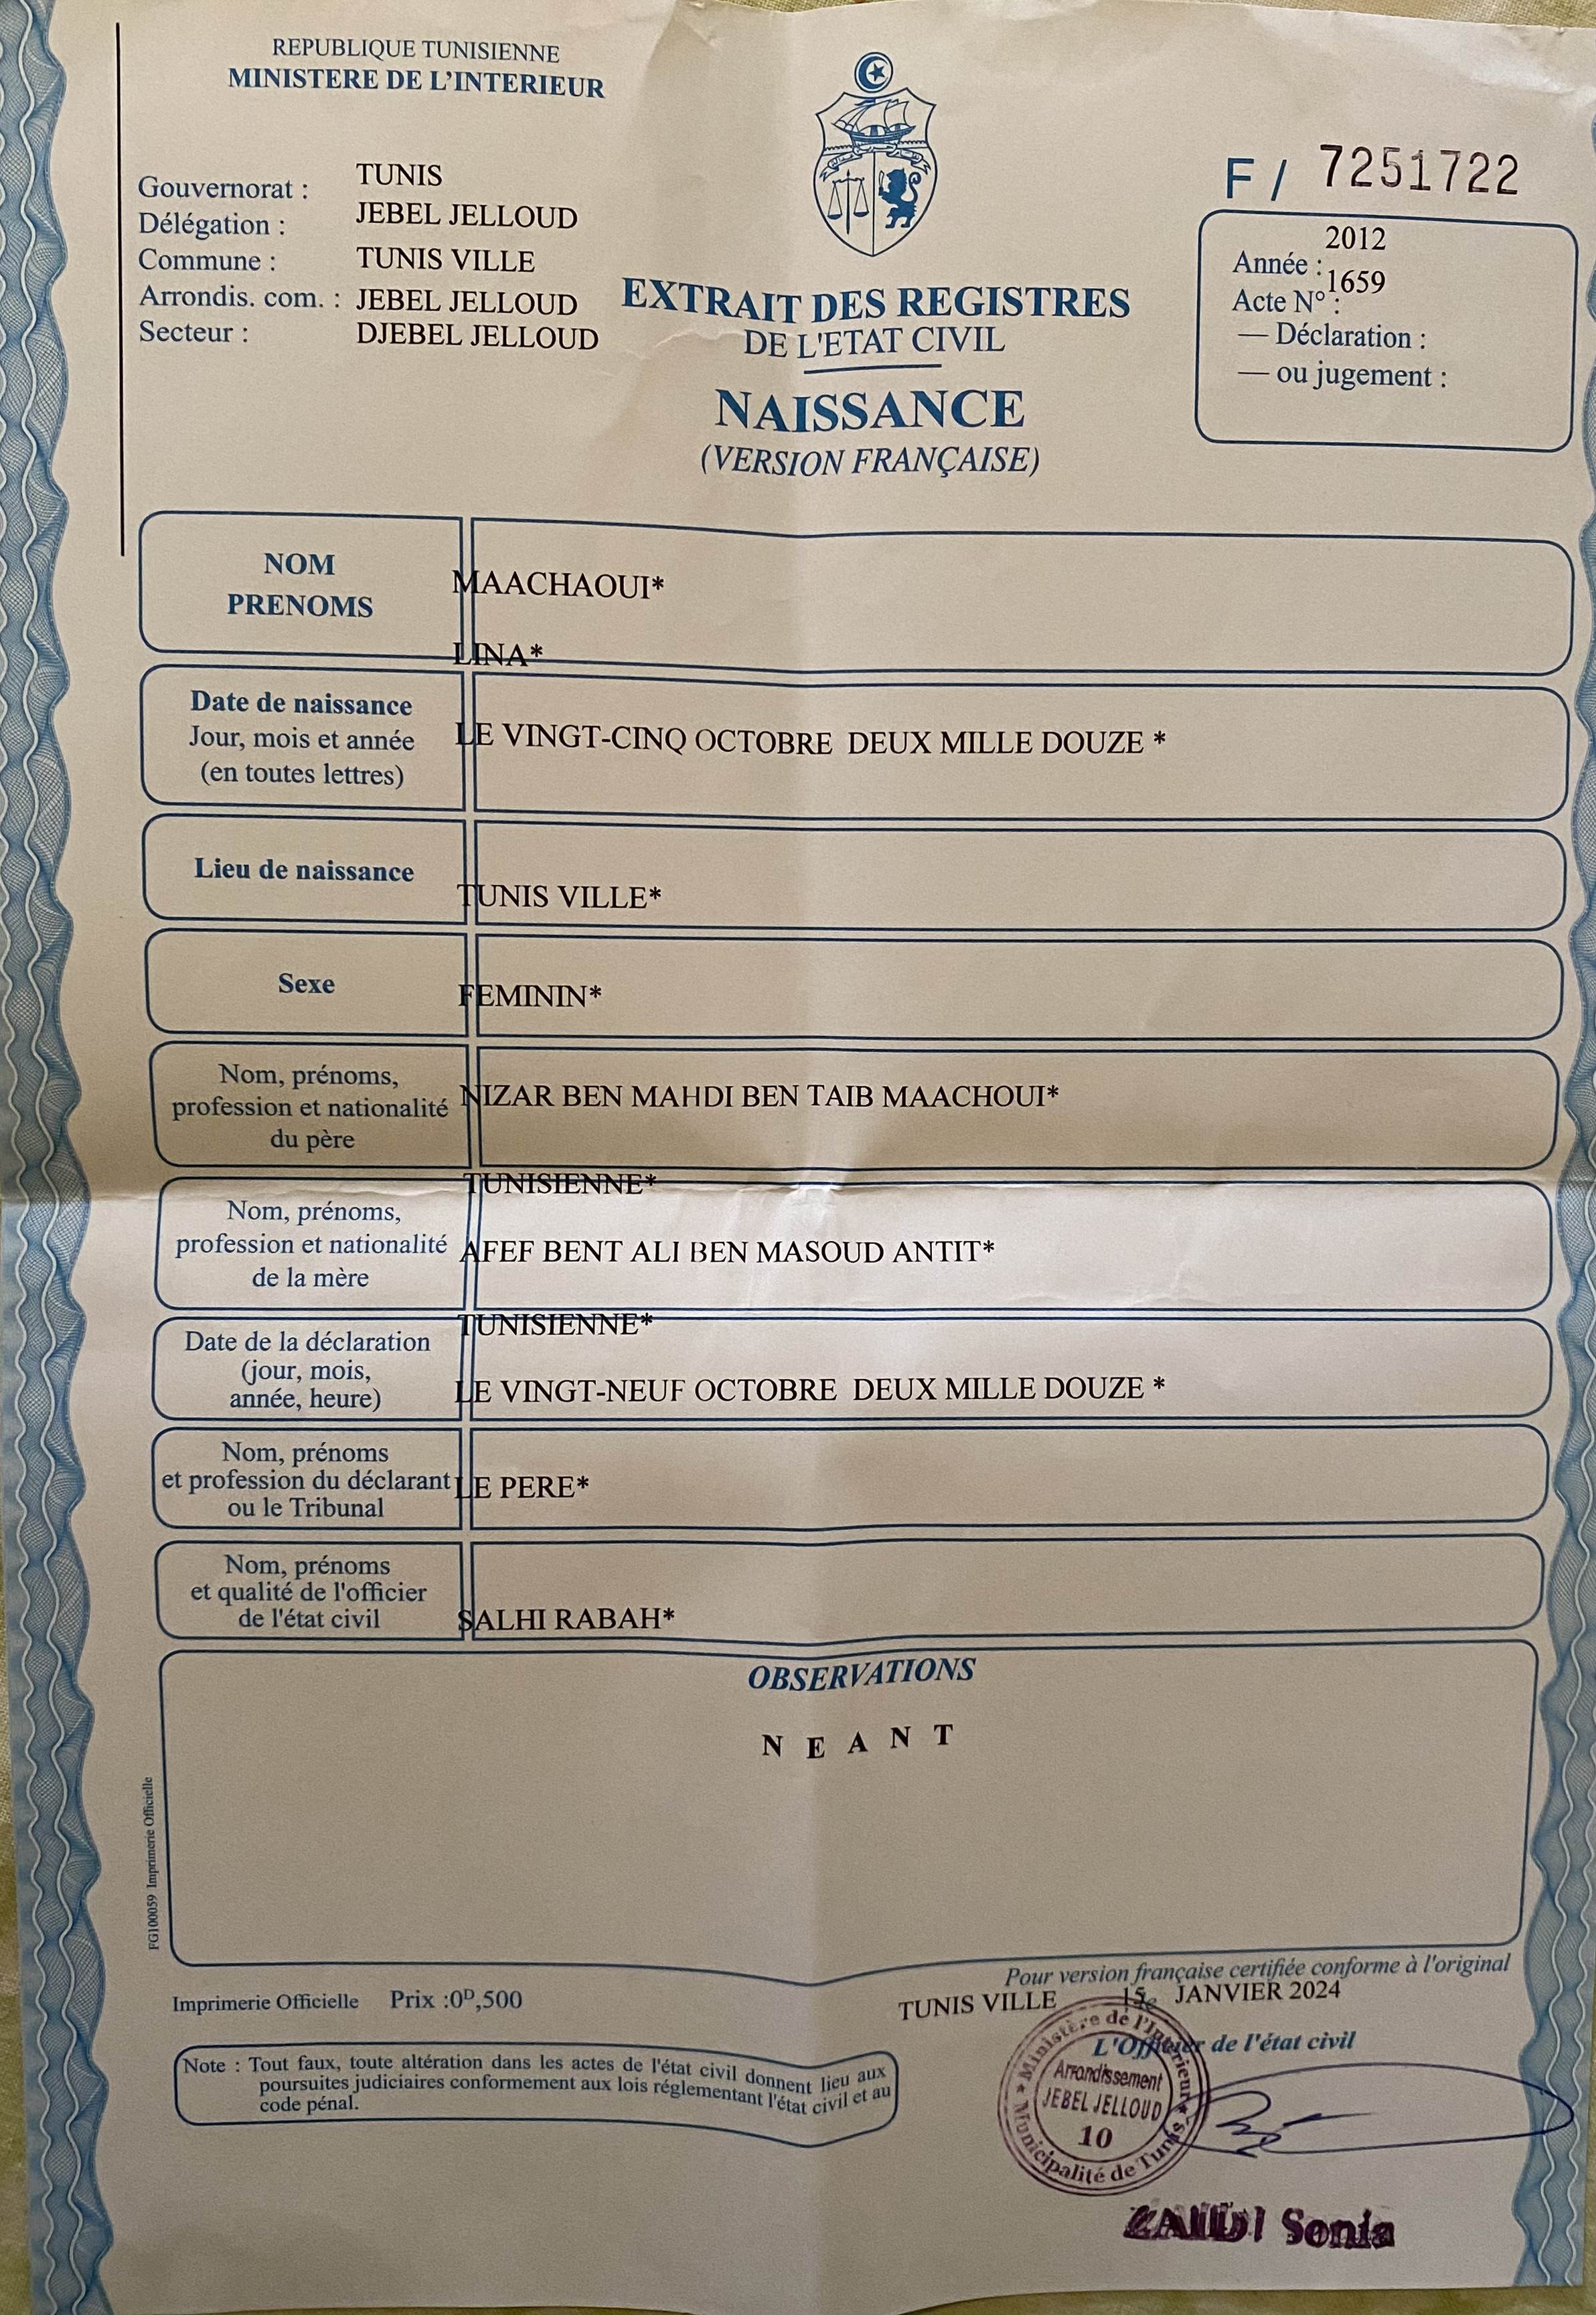 REPUBLIQUE TUNISIENNE
MINISTERE DE L'INTERIEUR
Gouvernorat : TUNIS
Délégation : JEBEL JELLOUD
Commune : TUNIS VILLE
Arrondis. com. : JEBEL JELLOUD
Secteur : DJEBEL JELLOUD
F / 7251722
Année : 2012
Acte N° : 1659
— Déclaration :
— ou jugement :
EXTRAIT DES REGISTRES
DE L'ETAT CIVIL
NAISSANCE
(VERSION FRANÇAISE)
NOM
PRENOMS
MAACHAOUI*
LINA*
Date de naissance
Jour, mois et année
(en toutes lettres)
LE VINGT-CINQ OCTOBRE DEUX MILLE DOUZE *
Lieu de naissance
TUNIS VILLE*
Sexe
FEMININ*
Nom, prénoms,
profession et nationalité
du père
NIZAR BEN MAHDI BEN TAIB MAACHOUI*
TUNISIENNE*
Nom, prénoms,
profession et nationalité
de la mère
AFEF BENT ALI BEN MASOUD ANTIT*
TUNISIENNE*
Date de la déclaration
(jour, mois,
année, heure)
LE VINGT-NEUF OCTOBRE DEUX MILLE DOUZE *
Nom, prénoms
et profession du déclarant
ou le Tribunal
LE PERE*
Nom, prénoms
et qualité de l'officier
de l'état civil
SALHI RABAH*
OBSERVATIONS
N E A N T
FG100059 Imprimerie Officielle
Imprimerie Officielle Prix :0ᴰ,500
Pour version française certifiée conforme à l'original
TUNIS VILLE 15 JANVIER 2024
L'Officier de l'état civil
Note : Tout faux, toute altération dans les actes de l'état civil donnent lieu aux
poursuites judiciaires conformement aux lois réglementant l'état civil et au
code pénal.
Ministère de l'Intérieur
Arrondissement
JEBEL JELLOUD
10
Municipalité de Tunis
ZAIDI Sonia